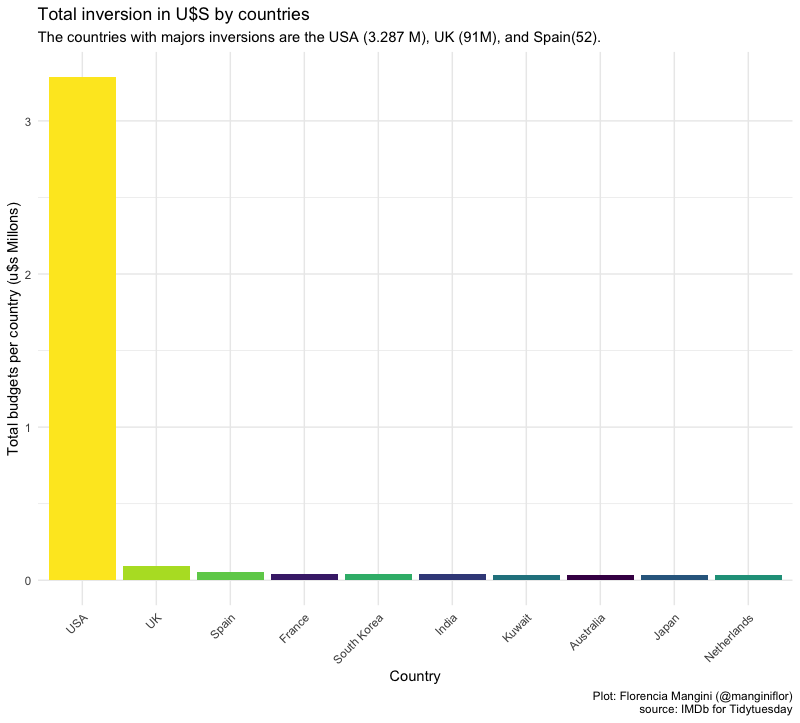 Total inversion in U$S by countries
The countries with majors inversions are the USA (3.287 M), UK (91M), and Spain(52).
Total budgets per country (u$s Millons)
3
2
1
0
USA
UK
Spain
France
South Korea
India
Kuwait
Australia
Japan
Netherlands
Country
Plot: Florencia Mangini (@manginiflor)
source: IMDb for Tidytuesday